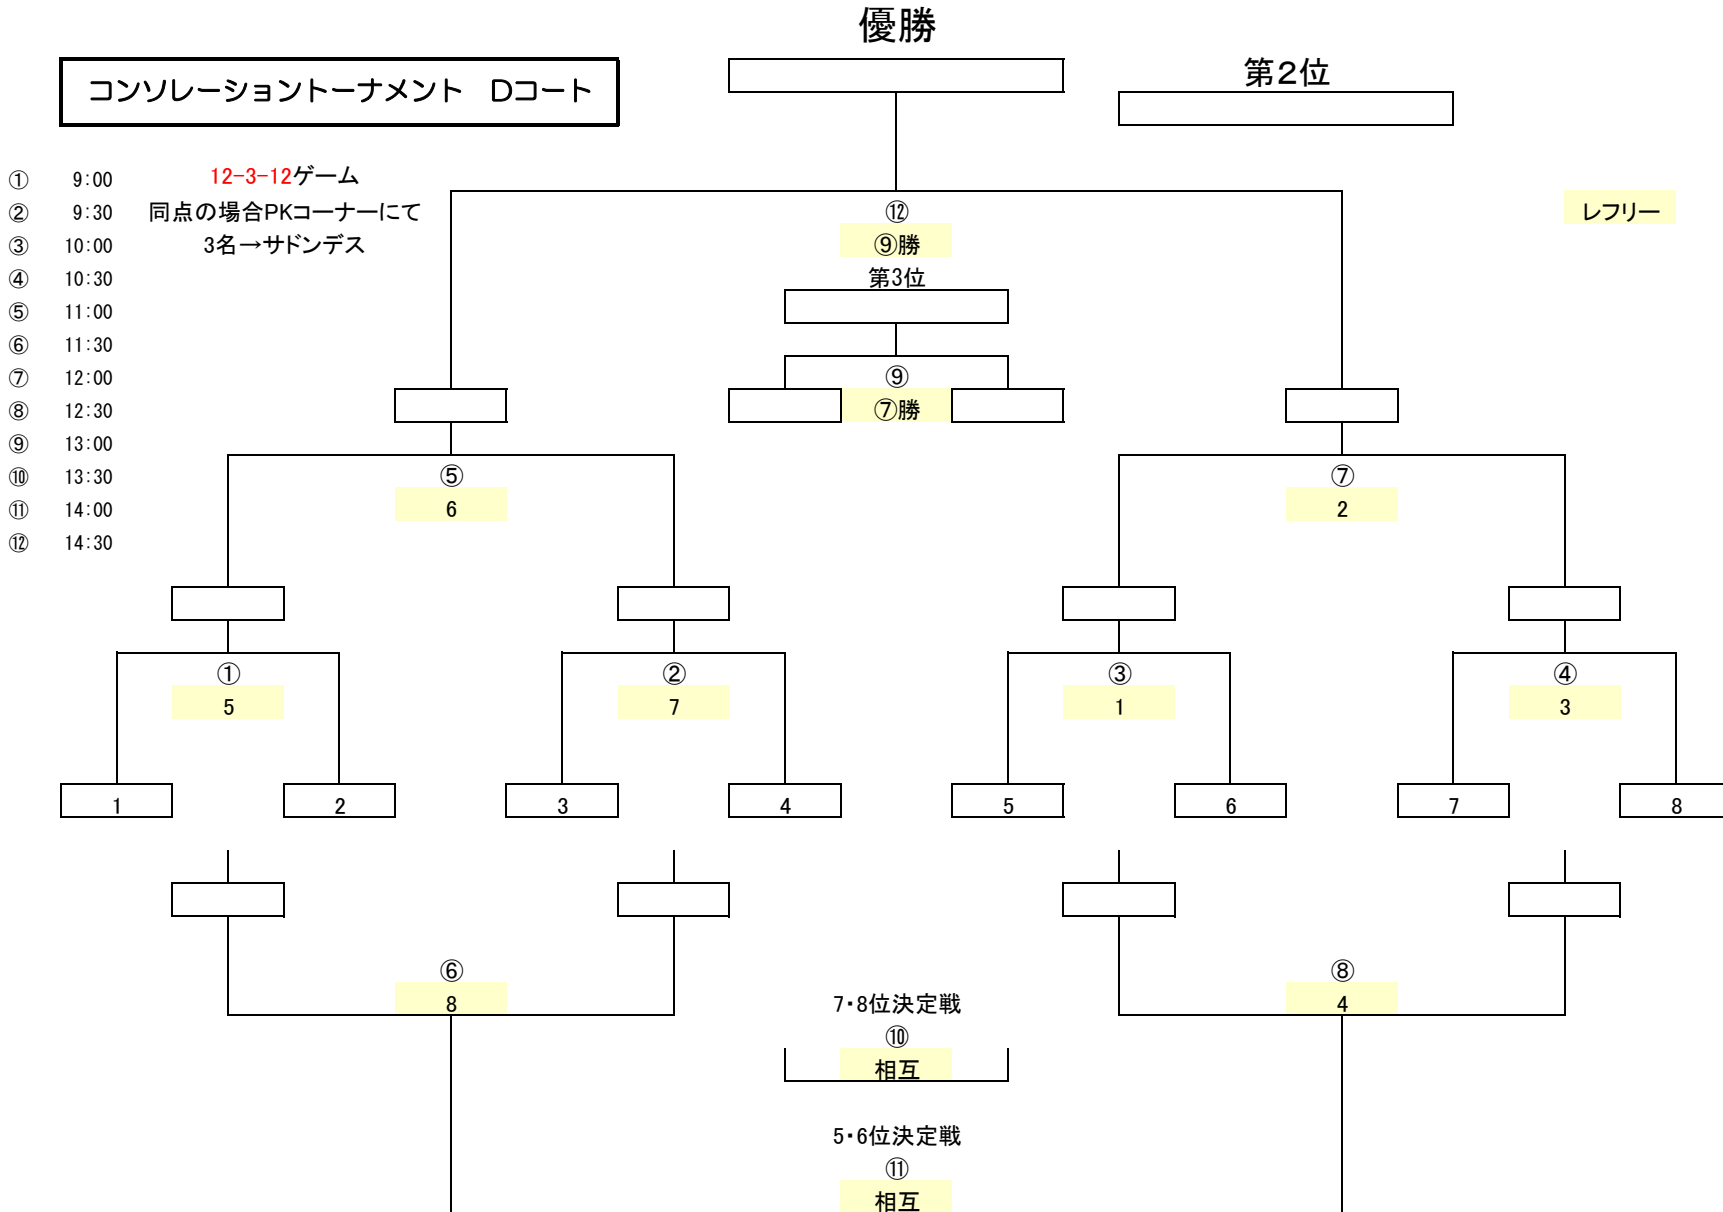 優勝
コンソレーショントーナメント　Dコート
第２位
① 9:00 12-3-12ゲーム
② 9:30 同点の場合PKコーナーにて ⑫ レフリー
③ 10:00 3名→サドンデス ⑨勝
④ 10:30 第3位
⑤ 11:00
⑥ 11:30
⑦ 12:00 ⑨
⑧ 12:30 ⑦勝
⑨ 13:00
⑩ 13:30 ⑤ ⑦
⑪ 14:00 6 2
⑫ 14:30
① ② ③ ④
5 7 1 3
1 2 3 4 5 6 7 8
⑥ ⑧
8 7・8位決定戦 4
⑩
相互
5・6位決定戦
⑪
相互